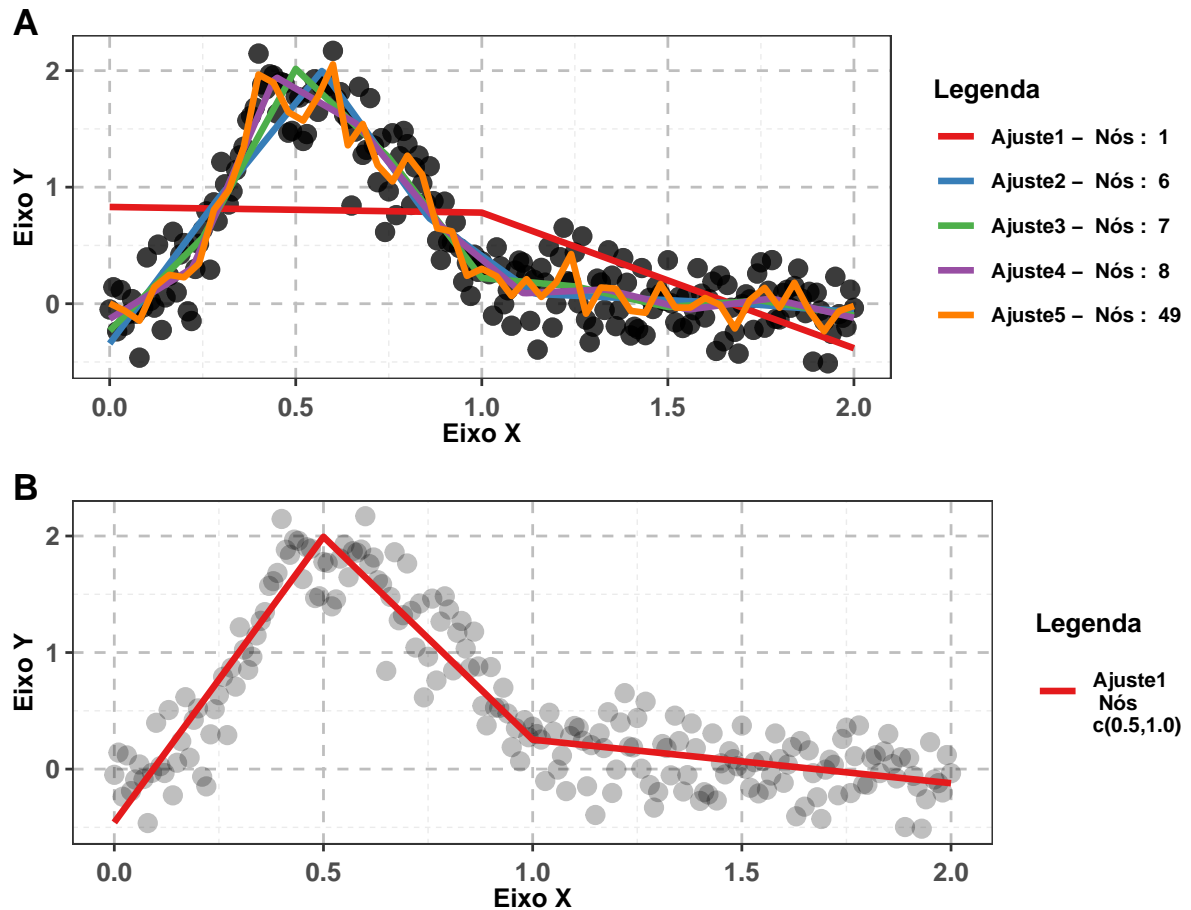 A
Eixo Y
2
1
0
0.0 0.5 1.0 1.5 2.0
Eixo X
Legenda
Ajuste1 – Nós : 1
Ajuste2 – Nós : 6
Ajuste3 – Nós : 7
Ajuste4 – Nós : 8
Ajuste5 – Nós : 49
B
Eixo Y
2
1
0
0.0 0.5 1.0 1.5 2.0
Eixo X
Legenda
Ajuste1
Nós
c(0.5,1.0)